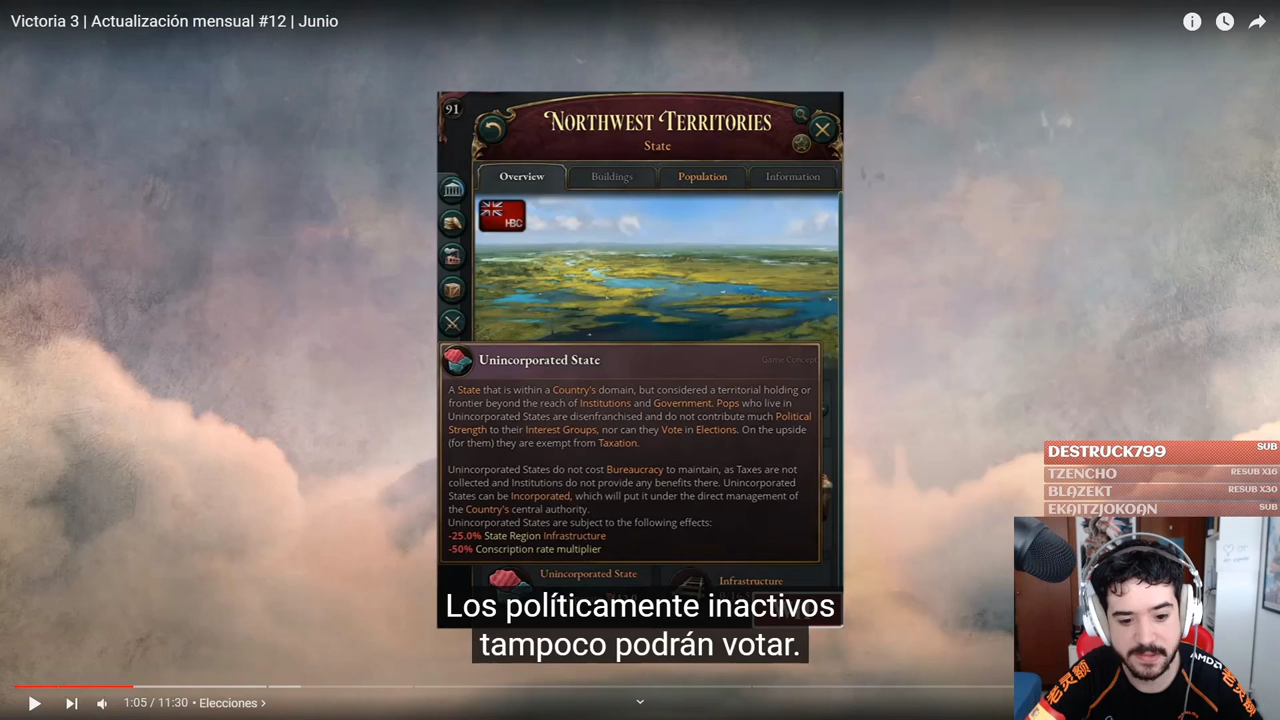 Victoria 3 | Actualización mensual #12 | Junio
91
NORTHWEST TERRITORIES
State
Overview
Buildings
Population
Information
HBC
Unincorporated State
Game Concept
A State that is within a Country's domain, but considered a territorial holding or
frontier beyond the reach of Institutions and Government. Pops who live in
Unincorporated States are disenfranchised and do not contribute much Political
Strength to their Interest Groups, nor can they Vote in Elections. On the upside
(for them) they are exempt from Taxation.
Unincorporated States do not cost Bureaucracy to maintain, as Taxes are not
collected and Institutions do not provide any benefits there. Unincorporated
States can be Incorporated, which will put it under the direct management of
the Country's central authority.
Unincorporated States are subject to the following effects:
-25.0% State Region Infrastructure
-50% Conscription rate multiplier
Unincorporated State
Infrastructure
Los políticamente inactivos
tampoco podrán votar.
DESTRUCK799 SUB
TZENCHO RESUB X16
BLAZEKT RESUB X30
EKAITZJOKOAN SUB
AMD
1:05 / 11:30 • Elecciones >